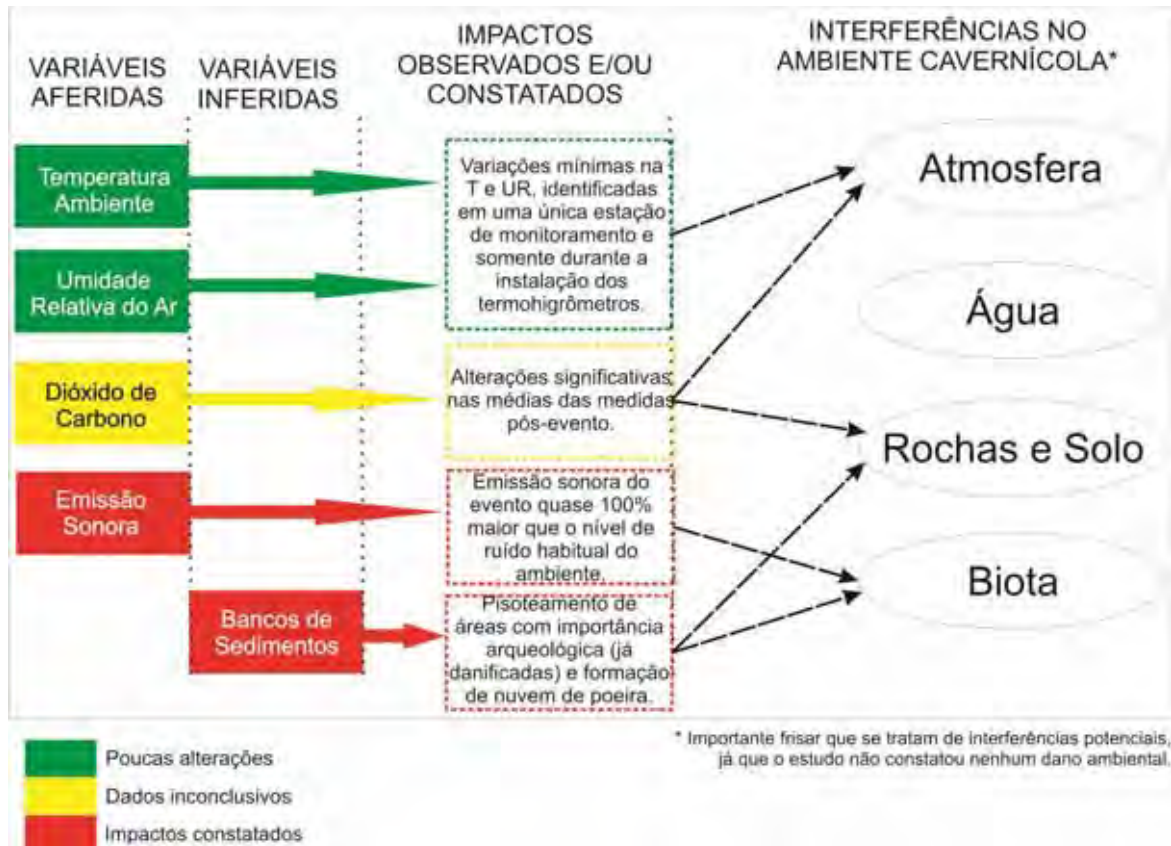 VARIÁVEIS
AFERIDAS
VARIÁVEIS
INFERIDAS
IMPACTOS
OBSERVADOS E/OU
CONSTATADOS
INTERFERÊNCIAS NO
AMBIENTE CAVERNÍCOLA*
Temperatura
Ambiente
Umidade
Relativa do Ar
Dióxido de
Carbono
Emissão
Sonora
Bancos de
Sedimentos
Variações mínimas na
T e UR, identificadas
em uma única estação
de monitoramento e
somente durante a
instalação dos
termohigrômetros.
Alterações significativas
nas médias das medidas
pós-evento.
Emissão sonora do
evento quase 100%
maior que o nível de
ruído habitual do
ambiente.
Pisoteamento de
áreas com importância
arqueológica (já
danificadas) e formação
de nuvem de poeira.
Atmosfera
Água
Rochas e Solo
Biota
Poucas alterações
Dados inconclusivos
Impactos constatados
* Importante frisar que se tratam de interferências potenciais,
já que o estudo não constatou nenhum dano ambiental.